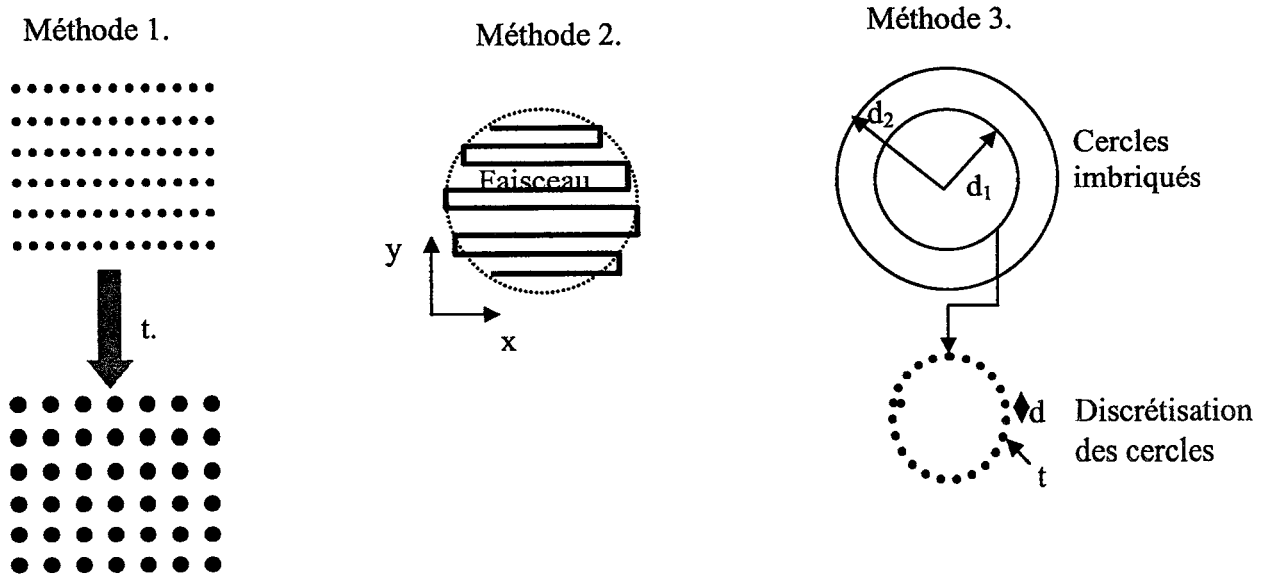 Méthode 1.
t.
Méthode 2.
Faisceau
y
x
Méthode 3.
d2
d1
Cercles
imbriqués
d
Discrétisation
des cercles
t